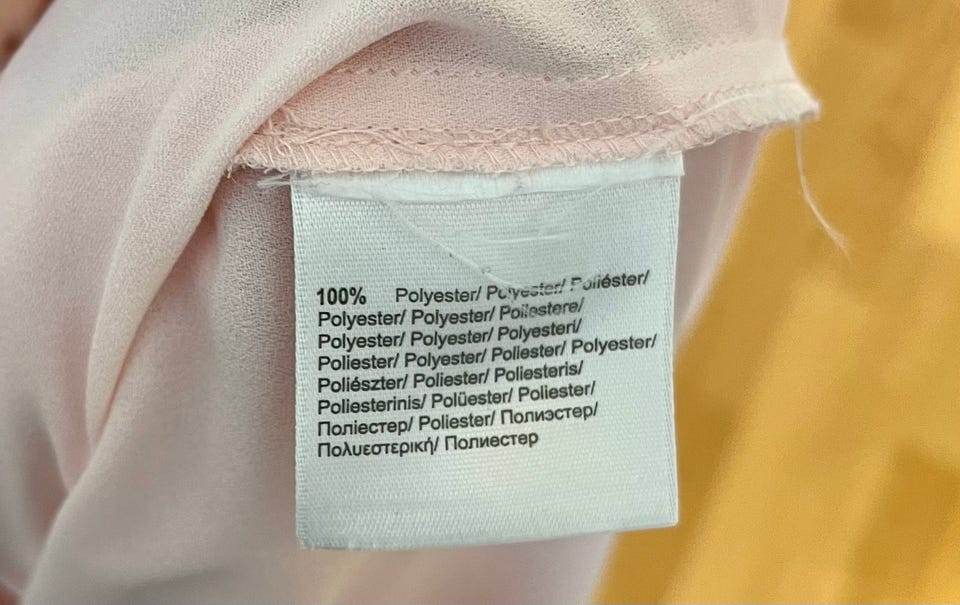 100% Polyester/ Polyester/ Poliéster/
Polyester/ Polyester/ Poliestere/
Polyester/ Polyester/ Polyesteri/
Poliester/ Polyester/ Poliester/ Polyester/
Poliészter/ Poliester/ Poliesteris/
Poliesterinis/ Polüester/ Poliester/
Поліестер/ Poliester/ Полиэстер/
Πολυεστερική/ Полиестер